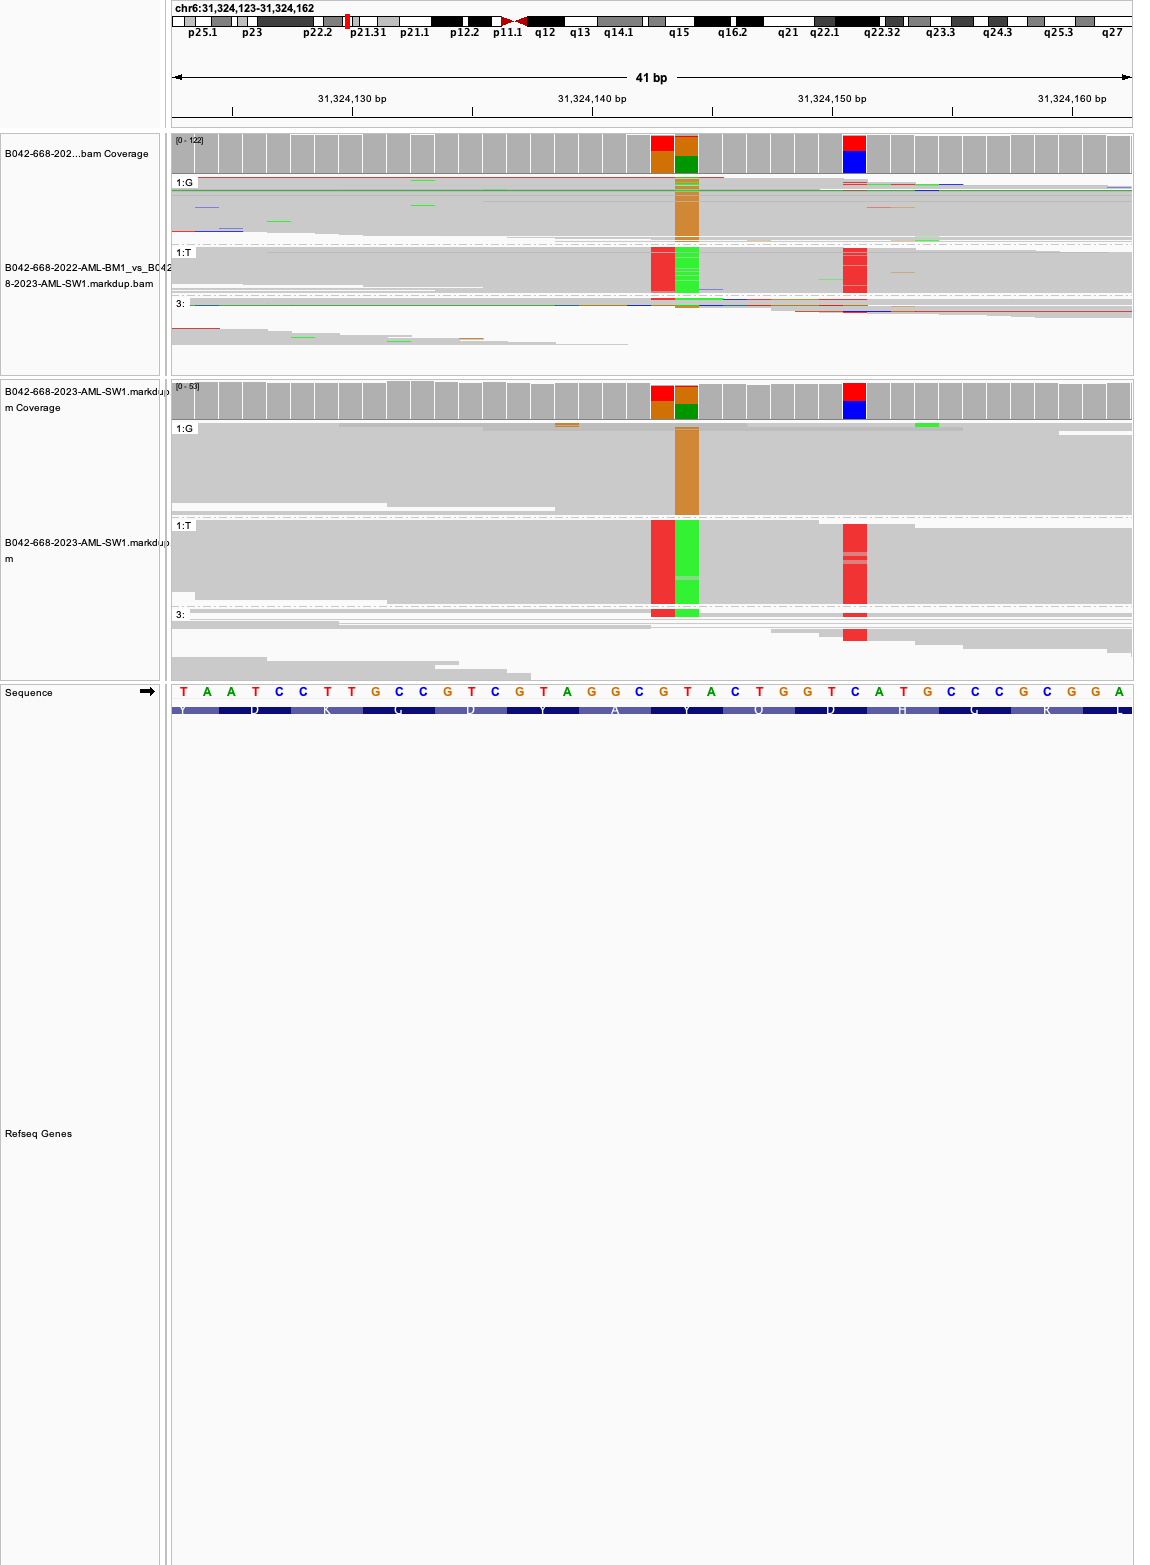 chr6:31,324,123-31,324,162
p25.1 p23 p22.2 p21.31 p21.1 p12.2 p11.1 q12 q13 q14.1 q15 q16.2 q21 q22.1 q22.32 q23.3 q24.3 q25.3 q27
41 bp
31,324,130 bp 31,324,140 bp 31,324,150 bp 31,324,160 bp
B042-668-202...bam Coverage
[0 - 122]
1:G
1:T
B042-668-2022-AML-BM1_vs_B042
8-2023-AML-SW1.markdup.bam
3:
B042-668-2023-AML-SW1.markdup
m Coverage
[0 - 53]
1:G
1:T
B042-668-2023-AML-SW1.markdup
m
3:
Sequence
T A A T C C T T G C C G T C G T A G G C G T A C T G G T C A T G C C C G C G G A
Y D K G D Y A Y Q D H G R L
Refseq Genes